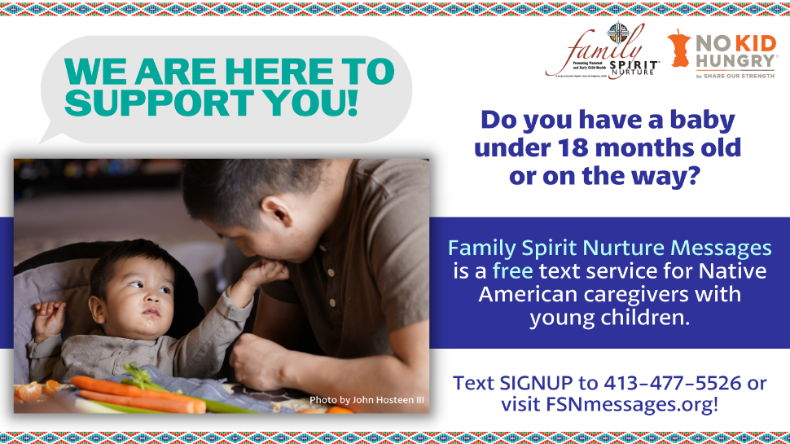 WE ARE HERE TO
SUPPORT YOU!
family
SPIRIT
NURTURE
NO KID
HUNGRY
by SHARE OUR STRENGTH
Do you have a baby
under 18 months old
or on the way?
Family Spirit Nurture Messages
is a free text service for Native
American caregivers with
young children.
Photo by John Hosteen III
Text SIGNUP to 413-477-5526 or
visit FSNmessages.org!